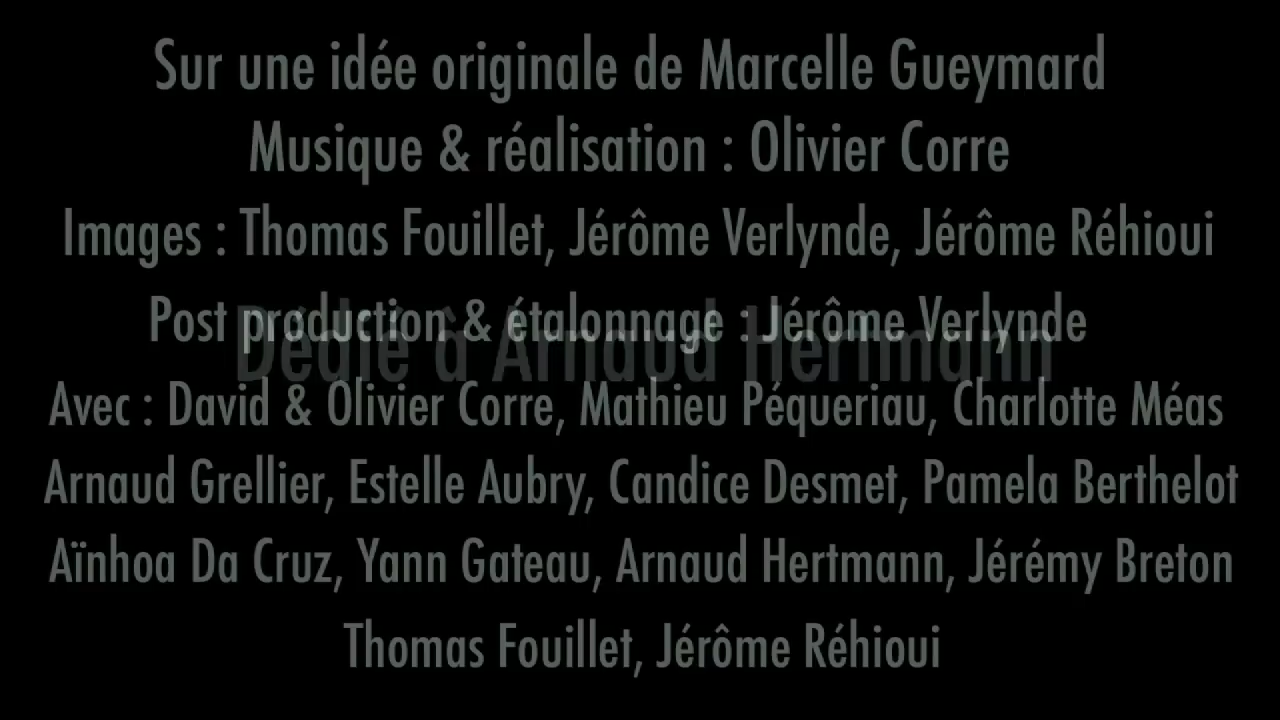 Sur une idée originale de Marcelle Gueymard
Musique & réalisation : Olivier Corre
Images : Thomas Fouillet, Jérôme Verlynde, Jérôme Réhioui
Post production & étalonnage : Jérôme Verlynde
Dédié à Arnaud Hertmann
Avec : David & Olivier Corre, Mathieu Péqueriau, Charlotte Méas
Arnaud Grellier, Estelle Aubry, Candice Desmet, Pamela Berthelot
Aïnhoa Da Cruz, Yann Gateau, Arnaud Hertmann, Jérémy Breton
Thomas Fouillet, Jérôme Réhioui